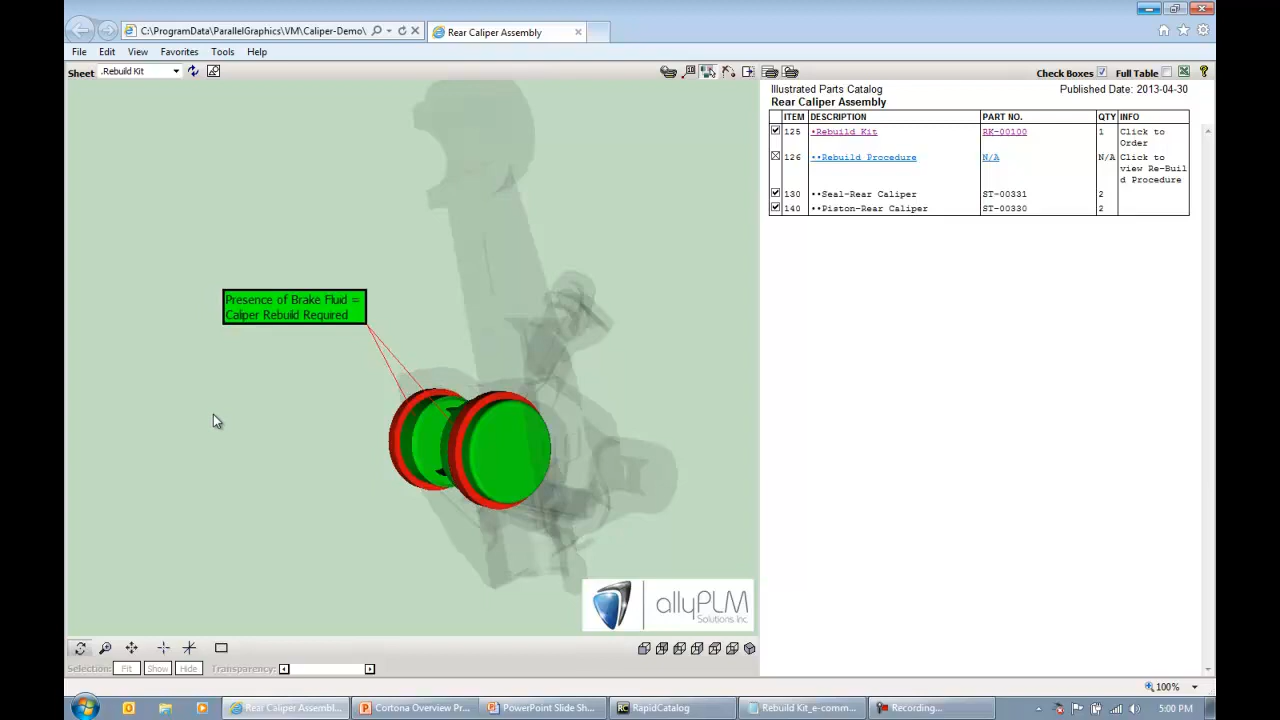 C:\ProgramData\ParallelGraphics\VM\Caliper-Demo\
Rear Caliper Assembly
File Edit View Favorites Tools Help
Sheet .Rebuild Kit
Check Boxes Full Table
Illustrated Parts Catalog Published Date: 2013-04-30
Rear Caliper Assembly
ITEM DESCRIPTION PART NO. QTY INFO
125 •Rebuild Kit RK-00100 1 Click to
Order
126 ••Rebuild Procedure N/A N/A Click to
view Re-Buil
d Procedure
130 ••Seal-Rear Caliper ST-00331 2
140 ••Piston-Rear Caliper ST-00330 2
Presence of Brake Fluid =
Caliper Rebuild Required
allyPLM
Solutions Inc.
Selection: Fit Show Hide Transparency:
100%
Rear Caliper Assembl... Cortona Overview Pr... PowerPoint Slide Sh... RapidCatalog Rebuild Kit_e-comm... Recording... 5:00 PM